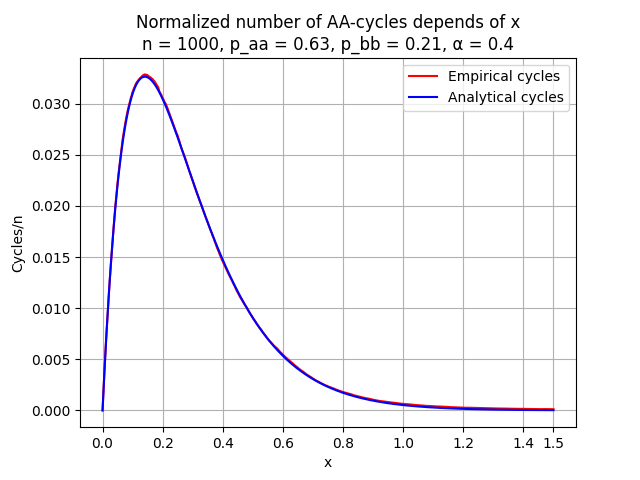 Normalized number of AA-cycles depends of x
n = 1000, p_aa = 0.63, p_bb = 0.21, α = 0.4
Empirical cycles
Analytical cycles
Cycles/n
0.030
0.025
0.020
0.015
0.010
0.005
0.000
0.0 0.2 0.4 0.6 0.8 1.0 1.2 1.4 1.5
x